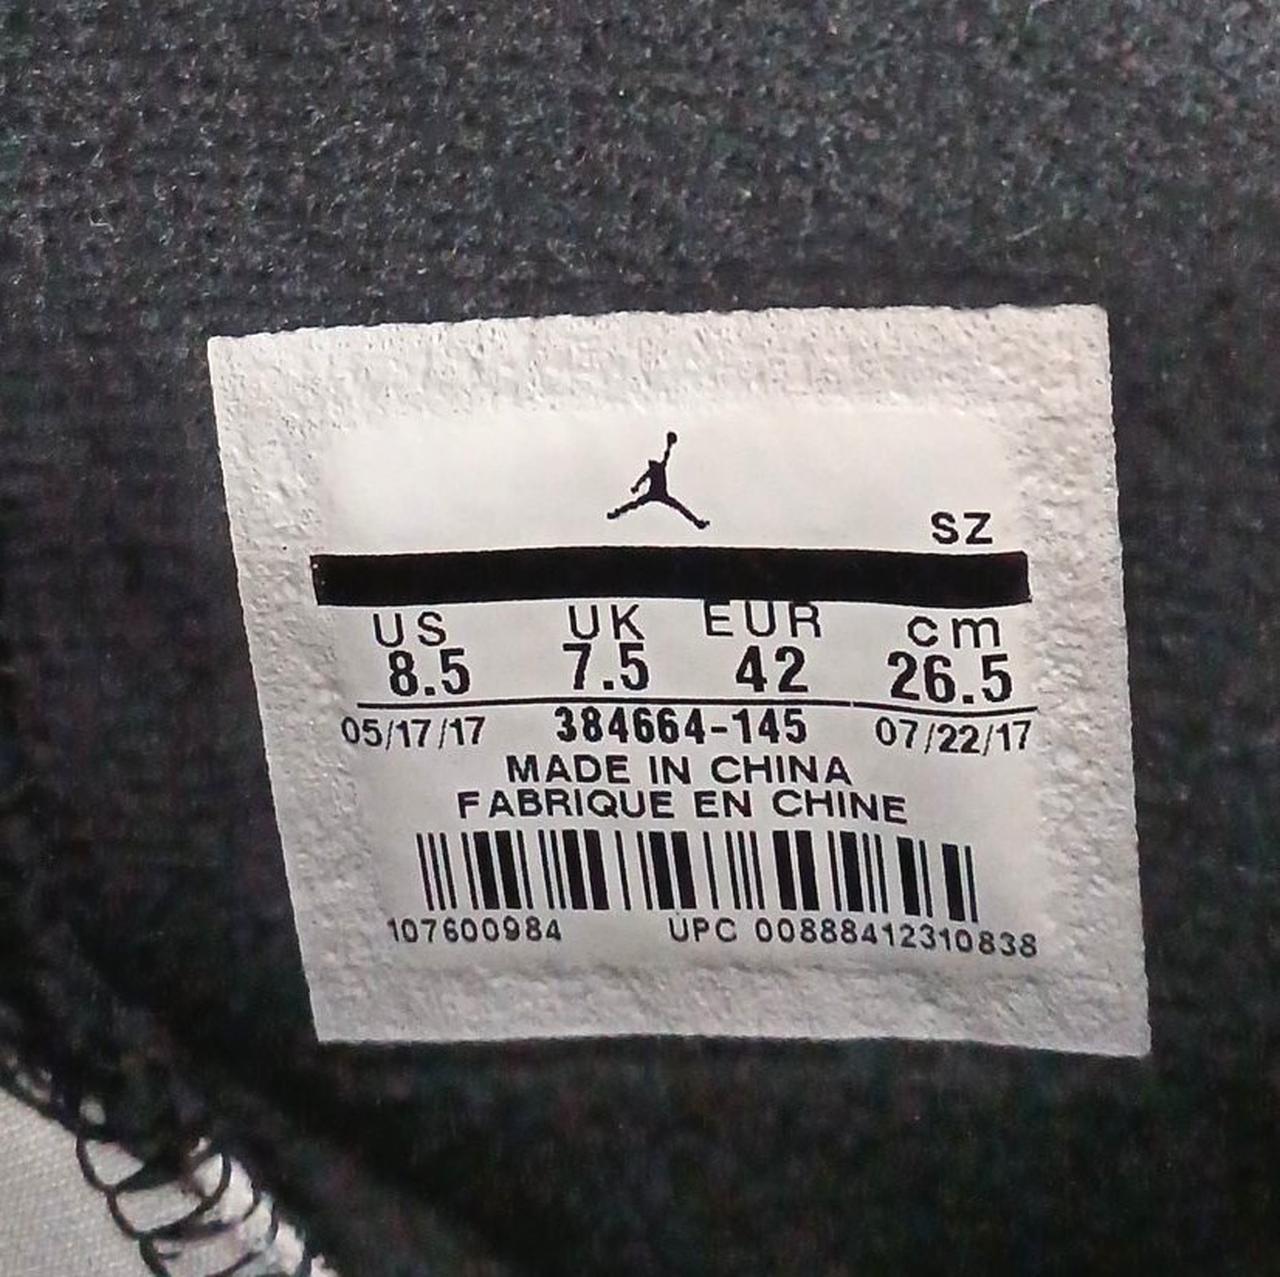 SZ
US UK EUR cm
8.5 7.5 42 26.5
05/17/17 384664-145 07/22/17
MADE IN CHINA
FABRIQUE EN CHINE
107600984 UPC 00888412310838